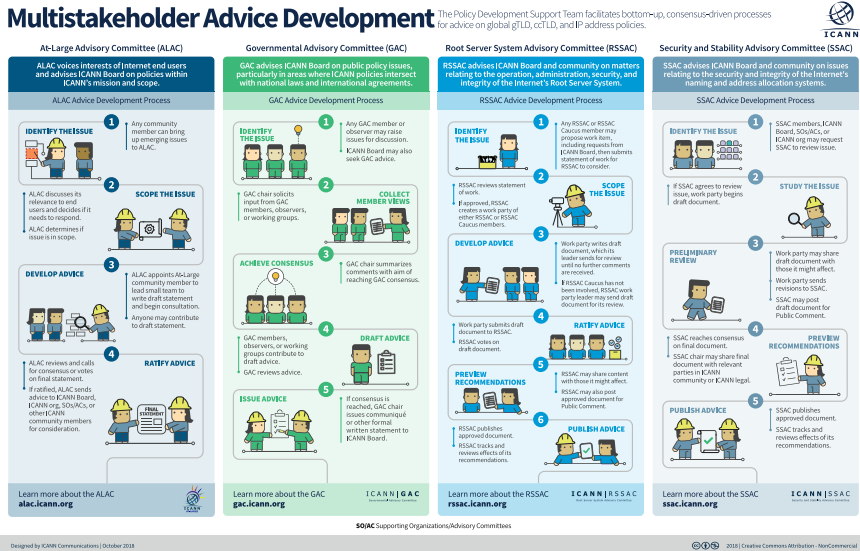 Multistakeholder Advice Development
The Policy Development Support Team facilitates bottom-up, consensus-driven processes
for advice on global gTLD, ccTLD, and IP address policies.
ICANN
At-Large Advisory Committee (ALAC)
ALAC voices interests of Internet end users
and advises ICANN Board on policies within
ICANN's mission and scope.
ALAC Advice Development Process
1
IDENTIFY THE ISSUE
Any community
member can bring
up emerging issues
to ALAC.
2
SCOPE THE ISSUE
ALAC discusses its
relevance to end
users and decides if it
needs to respond.
ALAC determines if
issue is in scope.
3
DEVELOP ADVICE
ALAC appoints At-Large
community member to
lead small team to
write draft statement
and begin consultation.
Anyone may contribute
to draft statement.
4
RATIFY ADVICE
ALAC reviews and calls
for consensus or votes
on final statement.
If ratified, ALAC sends
advice to ICANN Board,
ICANN org, SOs/ACs, or
other ICANN
community members
for consideration.
FINAL
STATEMENT
Learn more about the ALAC
alac.icann.org
ICANN
Governmental Advisory Committee (GAC)
GAC advises ICANN Board on public policy issues,
particularly in areas where ICANN policies intersect
with national laws and international agreements.
GAC Advice Development Process
1
IDENTIFY
THE ISSUE
Any GAC member or
observer may raise
issues for discussion.
ICANN Board may also
seek GAC advice.
2
COLLECT
MEMBER VIEWS
GAC chair solicits
input from GAC
members, observers,
or working groups.
3
ACHIEVE CONSENSUS
GAC chair summarizes
comments with aim of
reaching GAC consensus.
4
DRAFT ADVICE
GAC members,
observers, or working
groups contribute to
draft advice.
GAC reviews advice.
5
ISSUE ADVICE
If consensus is
reached, GAC chair
issues communiqué
or other formal
written statement to
ICANN Board.
Learn more about the GAC
gac.icann.org
ICANN|GAC
Root Server System Advisory Committee (RSSAC)
RSSAC advises ICANN Board and community on matters
relating to the operation, administration, security, and
integrity of the Internet's Root Server System.
RSSAC Advice Development Process
1
IDENTIFY
THE ISSUE
Any RSSAC or RSSAC
Caucus member may
propose work item,
including requests from
ICANN Board, then submits
statement of work for
RSSAC to consider.
2
SCOPE
THE ISSUE
RSSAC reviews statement
of work.
If approved, RSSAC
creates a work party of
either RSSAC or RSSAC
Caucus members.
3
DEVELOP ADVICE
Work party writes draft
document, which its
leader sends for review
until no further comments
are received.
If RSSAC Caucus has not
been involved, RSSAC work
party leader may send draft
document for its review.
4
RATIFY ADVICE
Work party submits draft
document to RSSAC.
RSSAC votes on
draft document.
5
PREVIEW
RECOMMENDATIONS
RSSAC may share content
with those it might affect.
RSSAC may also post
approved document for
Public Comment.
6
PUBLISH ADVICE
RSSAC publishes
approved document.
RSSAC tracks and
reviews effects of its
recommendations.
Learn more about the RSSAC
rssac.icann.org
ICANN|RSSAC
Security and Stability Advisory Committee (SSAC)
SSAC advises ICANN Board and community on issues
relating to the security and integrity of the Internet's
naming and address allocation systems.
SSAC Advice Development Process
1
IDENTIFY THE ISSUE
SSAC members, ICANN
Board, SOs/ACs, or
ICANN org may request
SSAC to review issue.
2
STUDY THE ISSUE
If SSAC agrees to review
issue, work party begins
draft document.
3
PRELIMINARY
REVIEW
Work party may share
draft document with
those it might affect.
Work party sends
revisions to SSAC.
SSAC may post
draft document for
Public Comment.
4
PREVIEW
RECOMMENDATIONS
SSAC reaches consensus
on final document.
SSAC chair may share final
document with relevant
parties in ICANN
community or ICANN legal.
5
PUBLISH ADVICE
SSAC publishes
document.
SSAC tracks and
reviews effects of its
recommendations.
Learn more about the SSAC
ssac.icann.org
ICANN|SSAC
SO/AC Supporting Organizations/Advisory Committees
Designed by ICANN Communications | October 2018
2018 | Creative Commons Attribution - NonCommercial